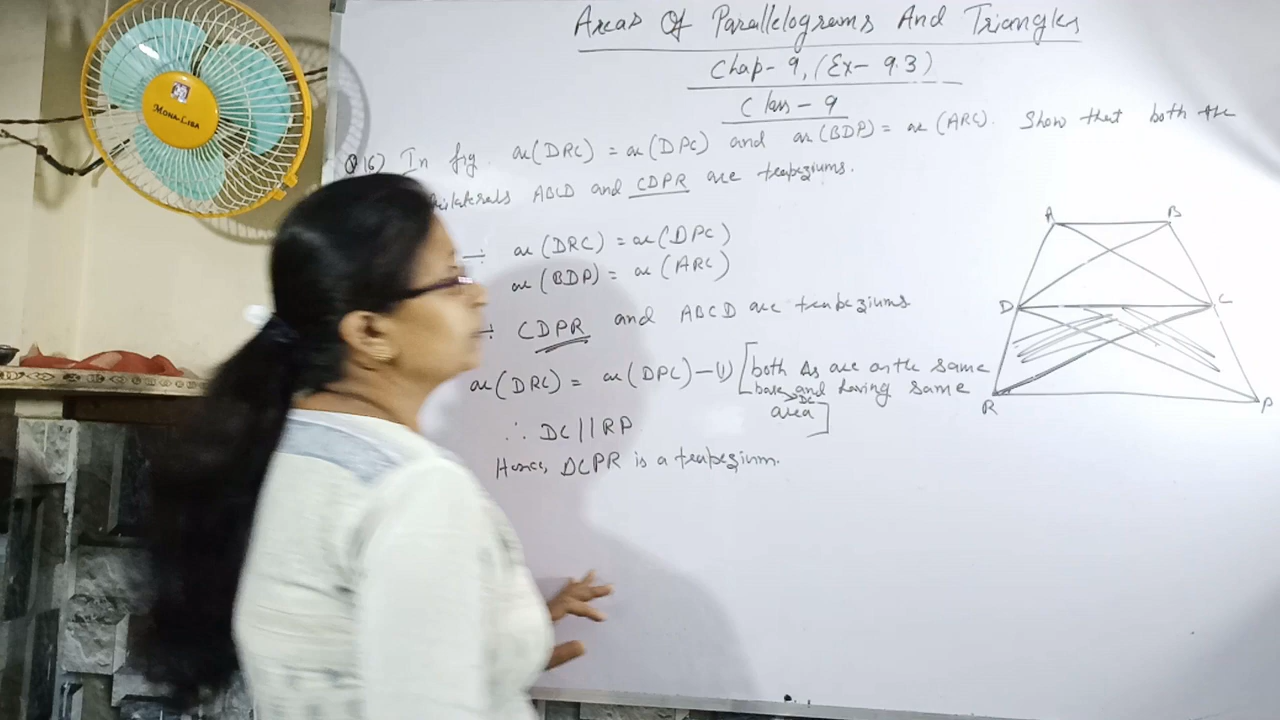 Areas Of Parallelograms And Triangles
Chap-9, (Ex-9.3)
Class-9
Q16) In fig. ar(DRC) = ar(DPC) and ar(BDP) = ar(ARC). Show that both the
ABCD and CDPR are trapeziums.
ar(DRC) = ar(DPC)
ar(BDP) = ar(ARC)
CDPR and ABCD are trapeziums.
ar(DRC) = ar(DPC) - (1) [both Δs are on the same
base DC and having same
area]
∴ DC || RP
Hence, DCPR is a trapezium.
A B
D C
R P
MONA-LISA